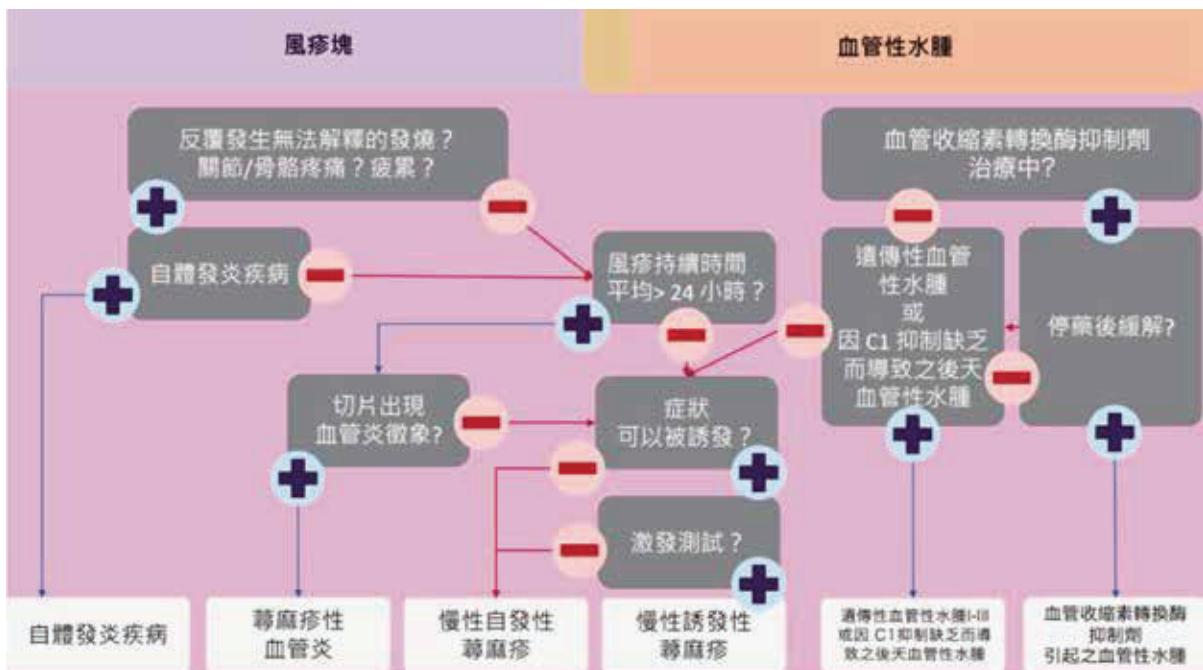 風疹塊
血管性水腫
反覆發生無法解釋的發燒？
關節/骨骼疼痛？疲累？
血管收縮素轉換酶抑制劑
治療中?
自體發炎疾病
風疹持續時間
平均> 24 小時？
遺傳性血管
性水腫
或
因 C1 抑制缺乏
而導致之後天
血管性水腫
停藥後緩解?
切片出現
血管炎徵象?
症狀
可以被誘發？
激發測試？
自體發炎疾病
蕁麻疹性
血管炎
慢性自發性
蕁麻疹
慢性誘發性
蕁麻疹
遺傳性血管性水腫I-III
或因 C1抑制缺乏而導
致之後天血管性水腫
血管收縮素轉換酶
抑制劑
引起之血管性水腫